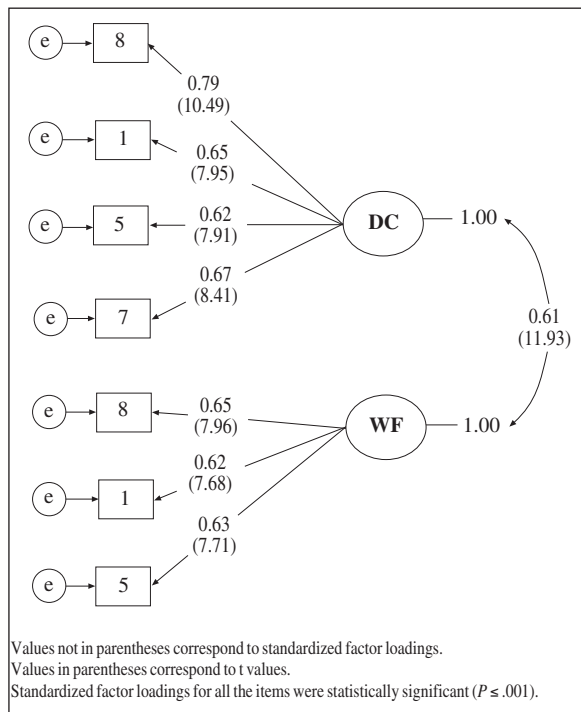 e
8
0.79
(10.49)
e
1
0.65
(7.95)
e
5
0.62
(7.91)
DC
1.00
0.67
(8.41)
e
7
0.61
(11.93)
e
8
0.65
(7.96)
WF
1.00
0.62
(7.68)
e
1
0.63
(7.71)
e
5
Values not in parentheses correspond to standardized factor loadings.
Values in parentheses correspond to t values.
Standardized factor loadings for all the items were statistically significant (P ≤ .001).